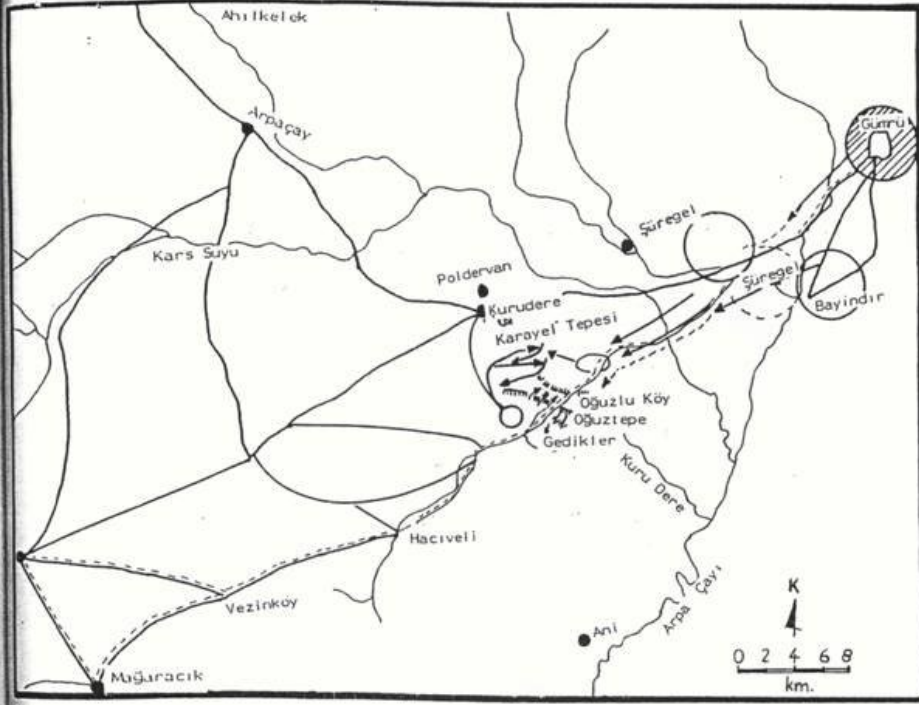 Ahılkelek
Arpaçay
Gümrü
Şüregel
Kars Suyu
Poldervan
Şüregel
Bayındır
Kurudere
Karayel Tepesi
Oğuzlu Köy
Oğuztepe
Gedikler
Kuru Dere
Hacıveli
Arpa Çayı
K
Vezinköy
Ani
0 2 4 6 8
km.
Mağaracık